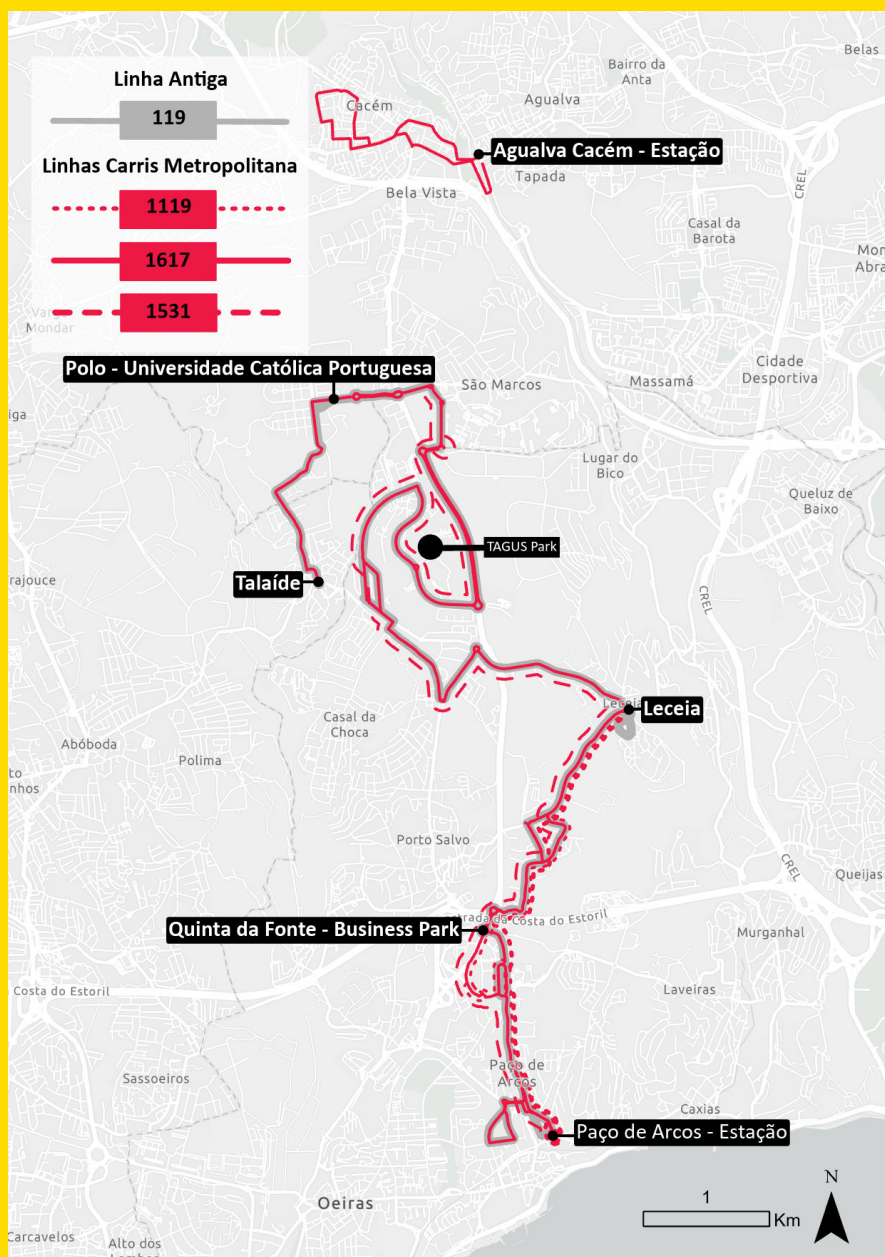 Linha Antiga
119
Linhas Carris Metropolitana
1119
1617
1531
Belas
Bairro da
Anta
Cacém
Agualva
Agualva Cacém - Estação
Tapada
Bela Vista
CREL
Casal da
Barota
Mondar
Polo - Universidade Católica Portuguesa
São Marcos
Massamá
Cidade
Desportiva
Lugar do
Bico
Queluz de
Baixo
TAGUS Park
Talaíde
CREL
Leceia
Leceia
Casal da
Choca
Abóboda
Polima
Porto Salvo
CREL
Queijas
Quinta da Fonte - Business Park
Costa do Estoril
Murganhal
Costa do Estoril
Laveiras
Sassoeiros
Paço de
Arcos
Caxias
Paço de Arcos - Estação
Oeiras
1
Km
N
Carcavelos
Alto dos